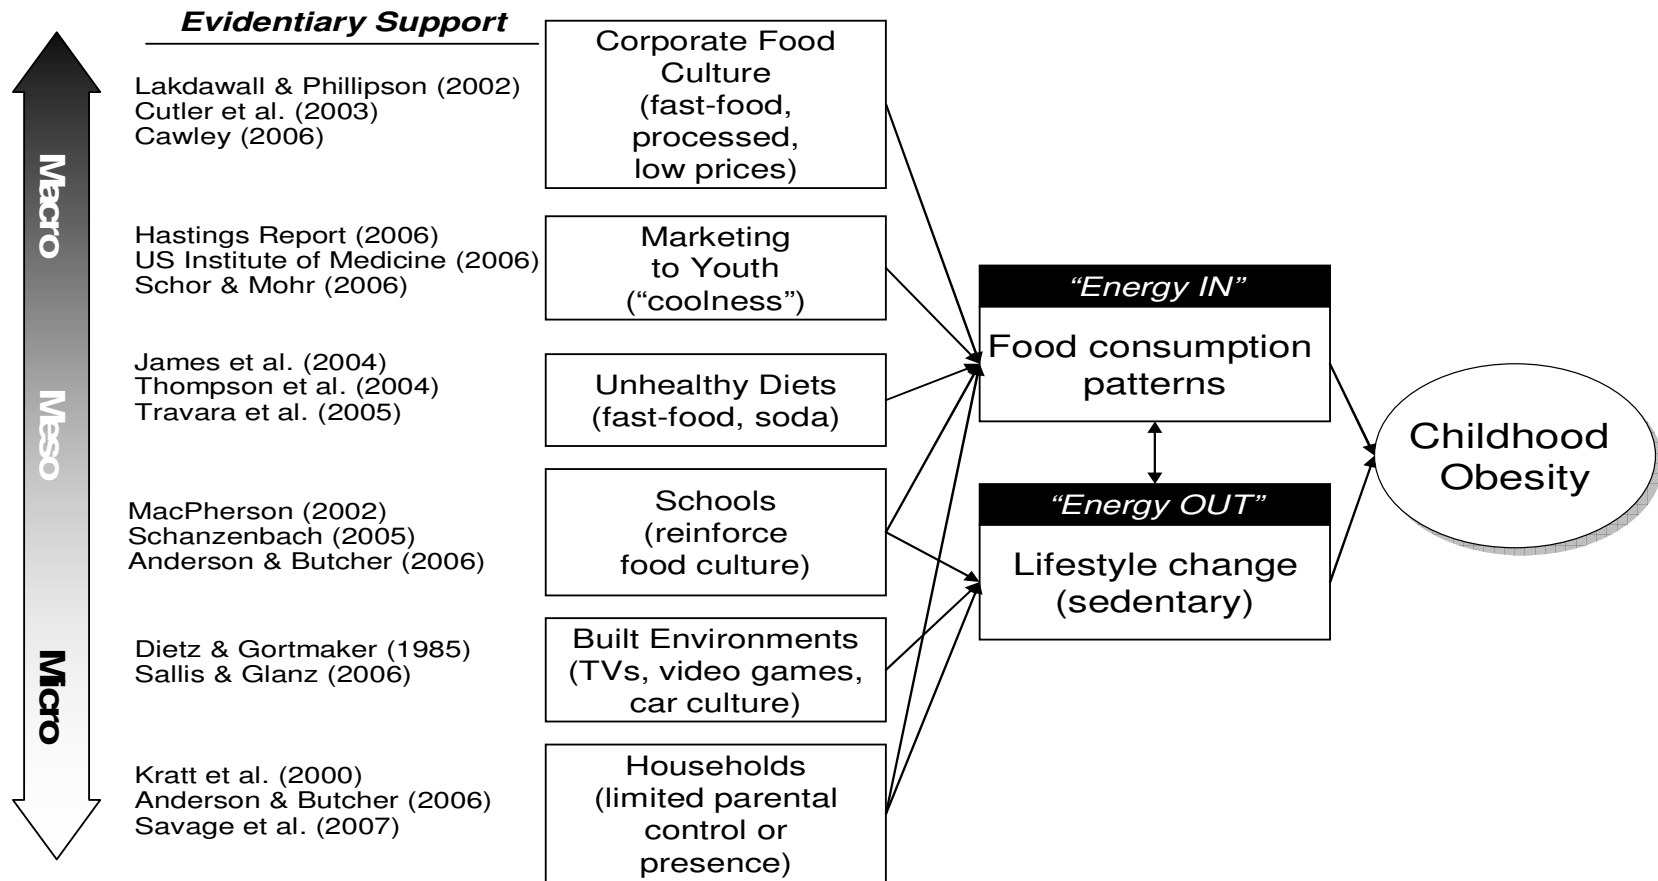 Evidentiary Support
Macro
Meso
Micro
Lakdawall & Phillipson (2002)
Cutler et al. (2003)
Cawley (2006)
Corporate Food
Culture
(fast-food,
processed,
low prices)
Hastings Report (2006)
US Institute of Medicine (2006)
Schor & Mohr (2006)
Marketing
to Youth
(“coolness”)
James et al. (2004)
Thompson et al. (2004)
Travara et al. (2005)
Unhealthy Diets
(fast-food, soda)
MacPherson (2002)
Schanzenbach (2005)
Anderson & Butcher (2006)
Schools
(reinforce
food culture)
Dietz & Gortmaker (1985)
Sallis & Glanz (2006)
Built Environments
(TVs, video games,
car culture)
Kratt et al. (2000)
Anderson & Butcher (2006)
Savage et al. (2007)
Households
(limited parental
control or
presence)
“Energy IN”
Food consumption
patterns
“Energy OUT”
Lifestyle change
(sedentary)
Childhood
Obesity